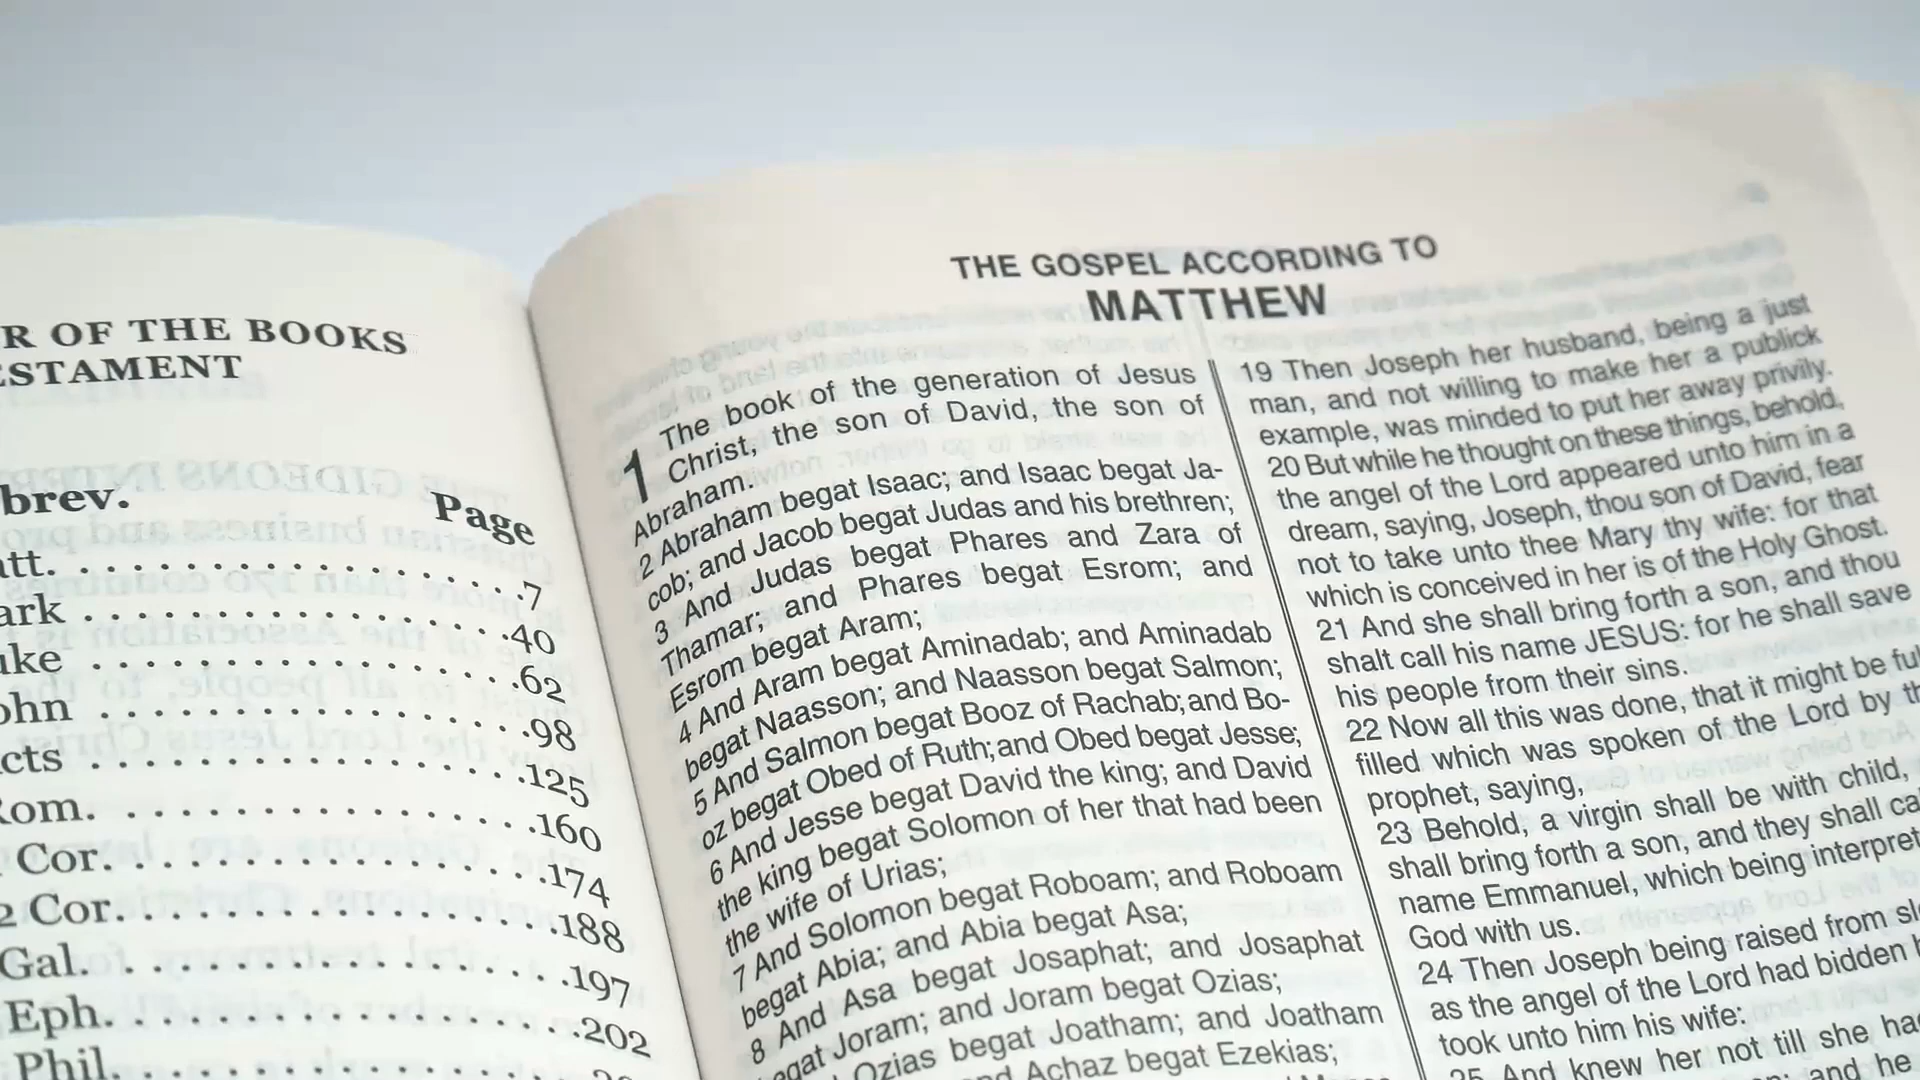 R OF THE BOOKS
ESTAMENT
brev. Page
att. 7
ark 40
uke 62
ohn 98
cts 125
Rom. 160
Cor. 174
2 Cor. 188
Gal. 197
Eph. 202
Phil.
THE GOSPEL ACCORDING TO
MATTHEW
1 The book of the generation of Jesus
Christ, the son of David, the son of
Abraham.
2 Abraham begat Isaac; and Isaac begat Ja-
cob; and Jacob begat Judas and his brethren;
3 And Judas begat Phares and Zara of
Thamar; and Phares begat Esrom; and
Esrom begat Aram;
4 And Aram begat Aminadab; and Aminadab
begat Naasson; and Naasson begat Salmon;
5 And Salmon begat Booz of Rachab; and Bo-
oz begat Obed of Ruth; and Obed begat Jesse;
6 And Jesse begat David the king; and David
the king begat Solomon of her that had been
the wife of Urias;
7 And Solomon begat Roboam; and Roboam
begat Abia; and Abia begat Asa;
8 And Asa begat Josaphat; and Josaphat
egat Joram; and Joram begat Ozias;
Ozias begat Joatham; and Joatham
Achaz begat Ezekias;
19 Then Joseph her husband, being a just
man, and not willing to make her a publick
example, was minded to put her away privily.
20 But while he thought on these things, behold,
the angel of the Lord appeared unto him in a
dream, saying, Joseph, thou son of David, fear
not to take unto thee Mary thy wife: for that
which is conceived in her is of the Holy Ghost.
21 And she shall bring forth a son, and thou
shalt call his name JESUS: for he shall save
his people from their sins.
22 Now all this was done, that it might be ful
filled which was spoken of the Lord by th
prophet, saying,
23 Behold, a virgin shall be with child,
shall bring forth a son, and they shall cal
name Emmanuel, which being interpret
God with us.
24 Then Joseph being raised from sle
as the angel of the Lord had bidden h
took unto him his wife:
25 And knew her not till she ha
and he